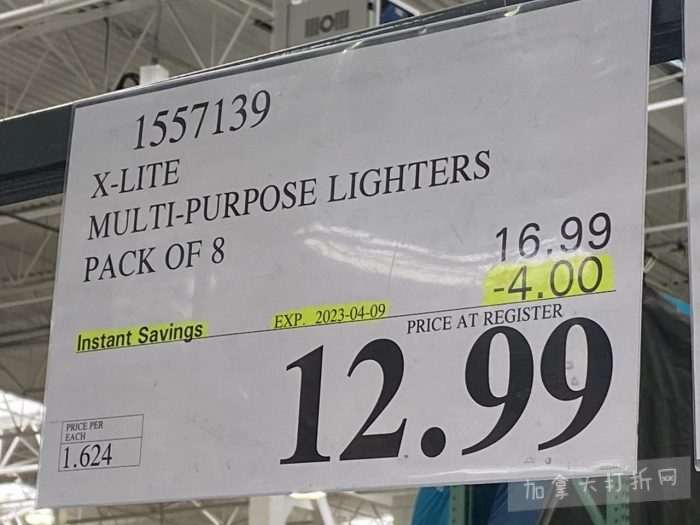 1557139
X-LITE
MULTI-PURPOSE LIGHTERS
PACK OF 8
16.99
-4.00
Instant Savings
EXP. 2023-04-09
PRICE AT REGISTER
12.99
PRICE PER
EACH
1.624
加拿大打折网